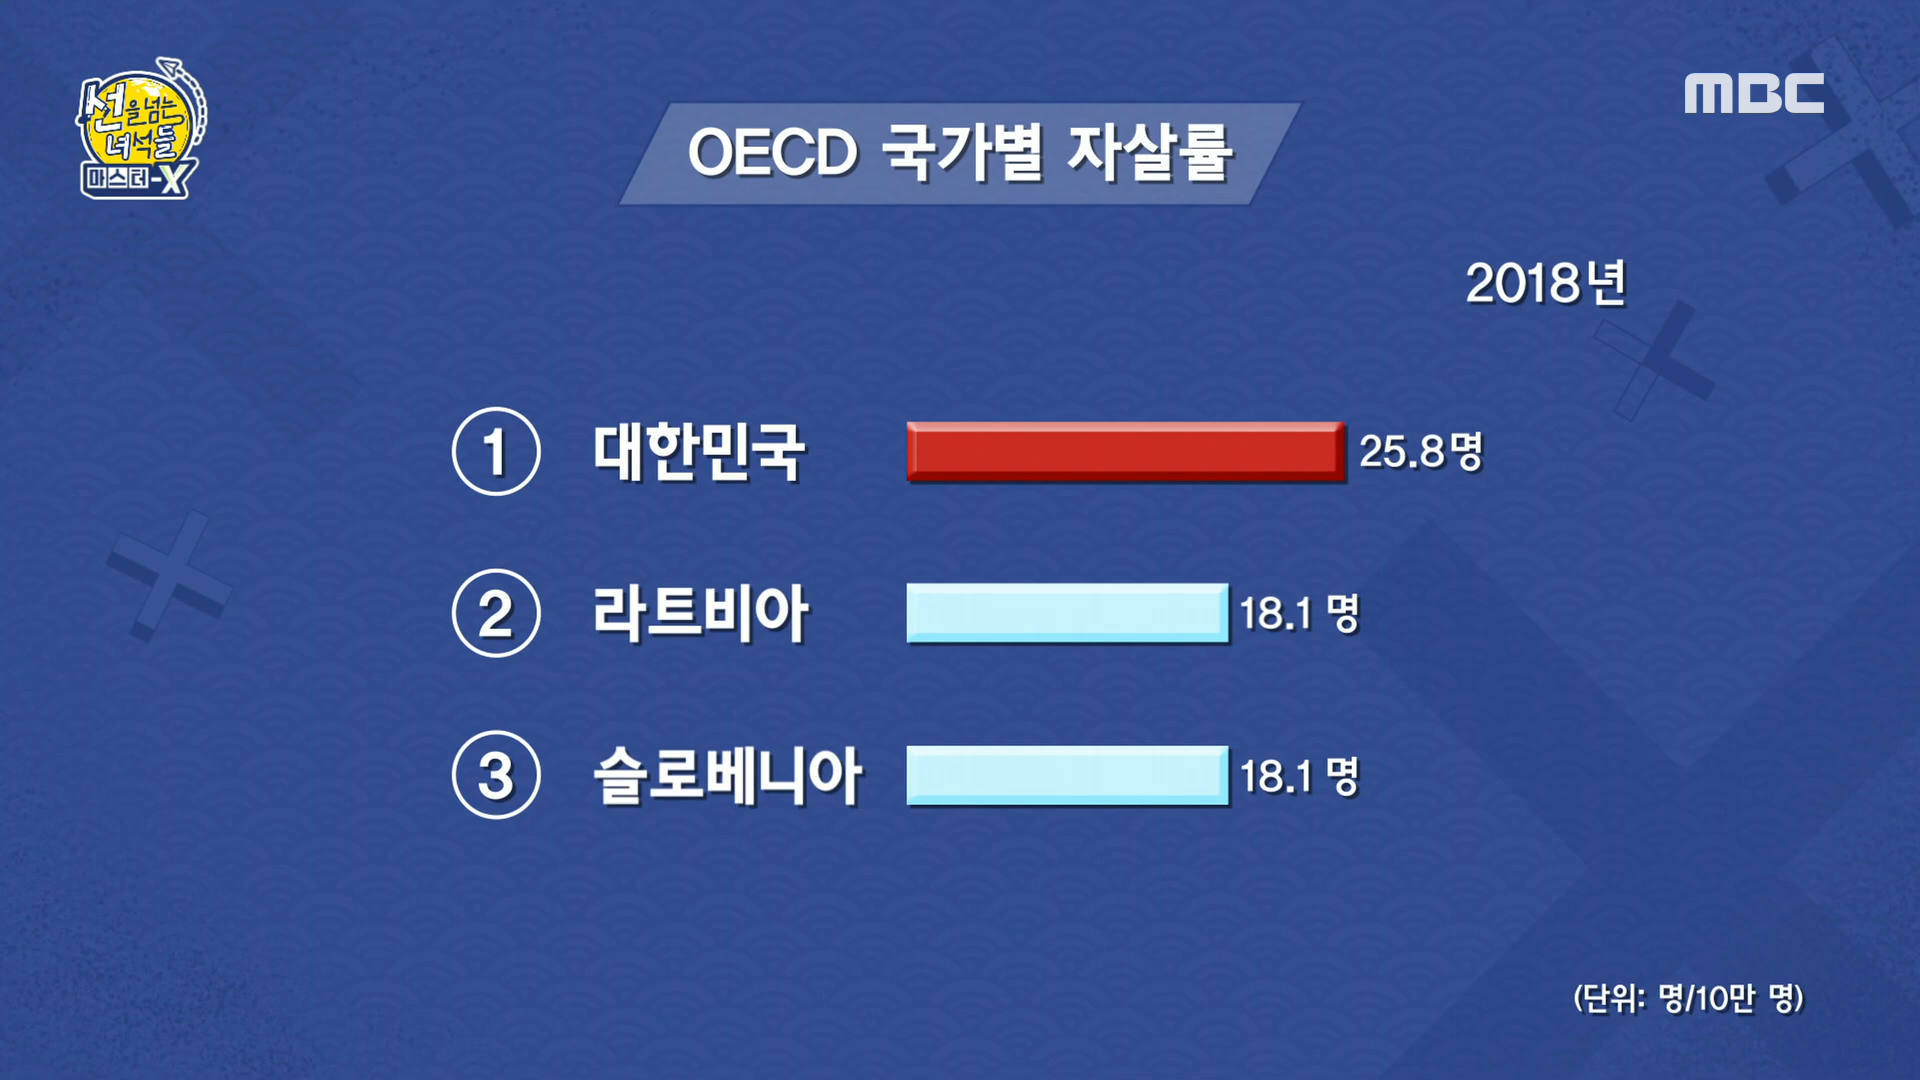 선을 넘는
녀석들
마스터-X
MBC
OECD 국가별 자살률
2018년
1 대한민국 25.8명
2 라트비아 18.1 명
3 슬로베니아 18.1 명
(단위: 명/10만 명)